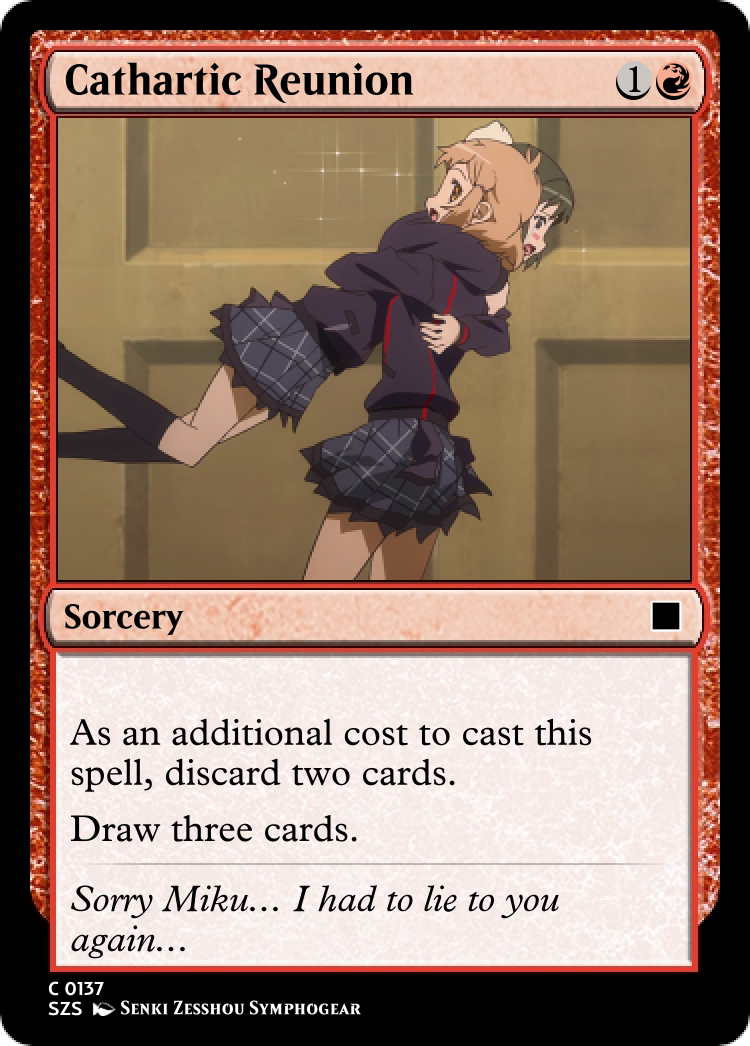 Cathartic Reunion 1
Sorcery
As an additional cost to cast this
spell, discard two cards.
Draw three cards.
Sorry Miku... I had to lie to you
again...
C 0137
SZS Senki Zesshou Symphogear